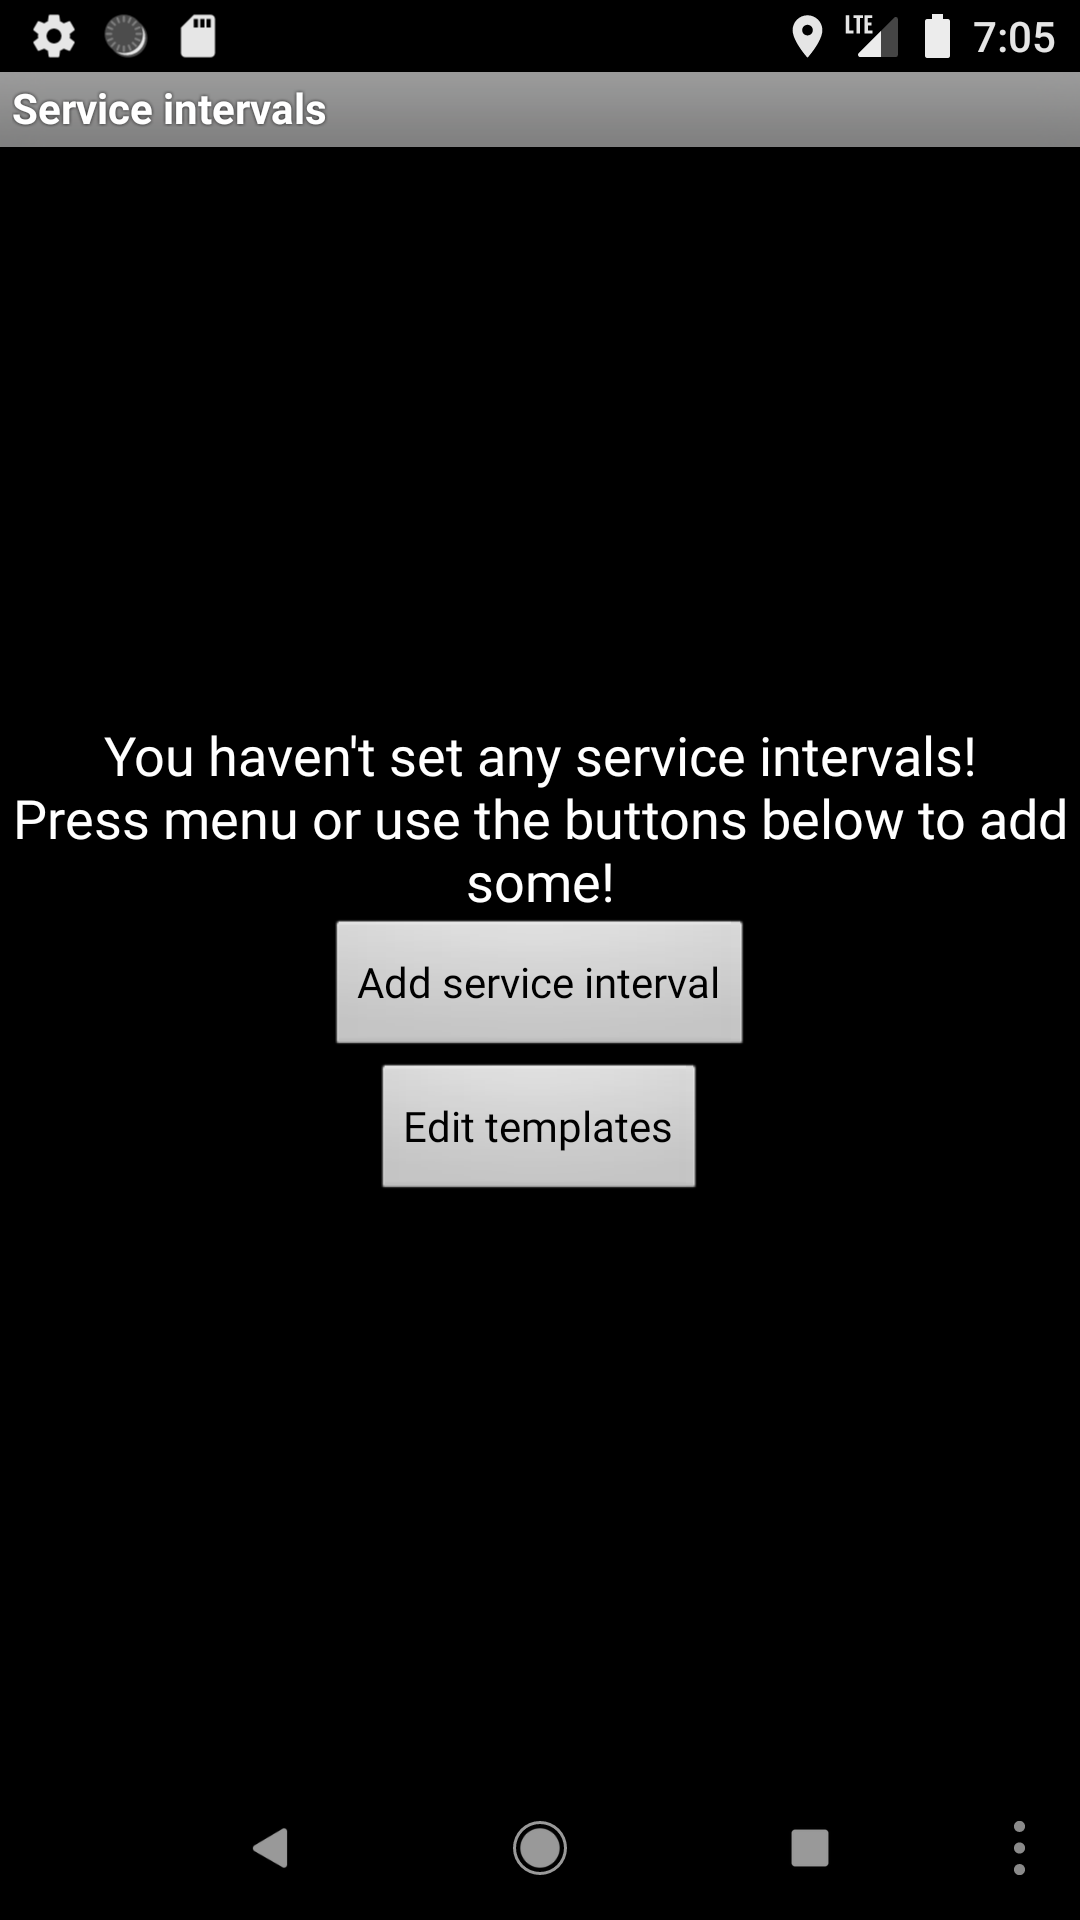 LTE 7:05
Service intervals
You haven't set any service intervals!
Press menu or use the buttons below to add
some!
Add service interval
Edit templates